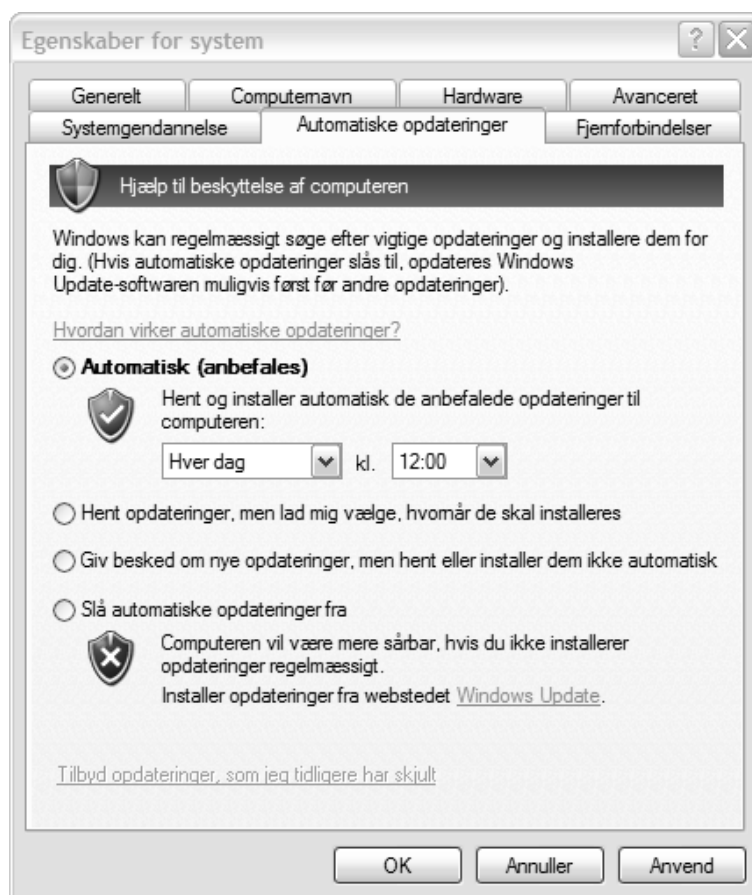 Egenskaber for system
Generelt Computernavn Hardware Avanceret
Systemgendannelse Automatiske opdateringer Fjernforbindelser
Hjælp til beskyttelse af computeren
Windows kan regelmæssigt søge efter vigtige opdateringer og installere dem for
dig. (Hvis automatiske opdateringer slås til, opdateres Windows
Update-softwaren muligvis først før andre opdateringer).
Hvordan virker automatiske opdateringer?
Automatisk (anbefales)
Hent og installer automatisk de anbefalede opdateringer til
computeren:
Hver dag kl. 12:00
Hent opdateringer, men lad mig vælge, hvornår de skal installeres
Giv besked om nye opdateringer, men hent eller installer dem ikke automatisk
Slå automatiske opdateringer fra
Computeren vil være mere sårbar, hvis du ikke installerer
opdateringer regelmæssigt.
Installer opdateringer fra webstedet Windows Update.
Tilbyd opdateringer, som jeg tidligere har skjult
OK Annuller Anvend